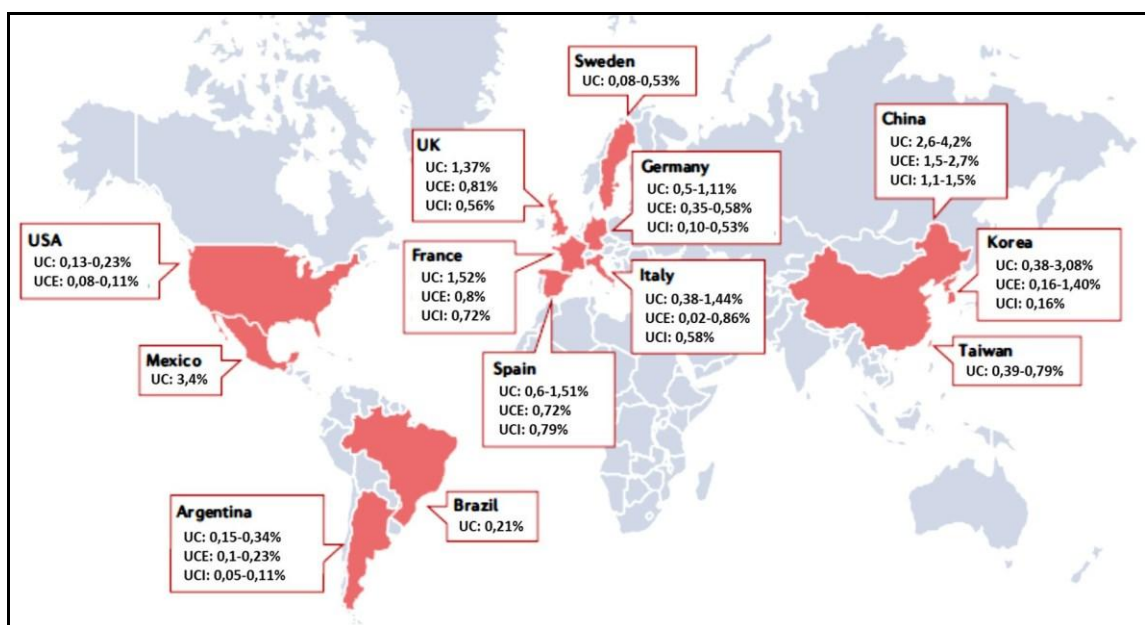 Sweden
UC: 0,08-0,53%
UK
UC: 1,37%
UCE: 0,81%
UCI: 0,56%
Germany
UC: 0,5-1,11%
UCE: 0,35-0,58%
UCI: 0,10-0,53%
China
UC: 2,6-4,2%
UCE: 1,5-2,7%
UCI: 1,1-1,5%
USA
UC: 0,13-0,23%
UCE: 0,08-0,11%
France
UC: 1,52%
UCE: 0,8%
UCI: 0,72%
Italy
UC: 0,38-1,44%
UCE: 0,02-0,86%
UCI: 0,58%
Korea
UC: 0,38-3,08%
UCE: 0,16-1,40%
UCI: 0,16%
Mexico
UC: 3,4%
Spain
UC: 0,6-1,51%
UCE: 0,72%
UCI: 0,79%
Taiwan
UC: 0,39-0,79%
Argentina
UC: 0,15-0,34%
UCE: 0,1-0,23%
UCI: 0,05-0,11%
Brazil
UC: 0,21%